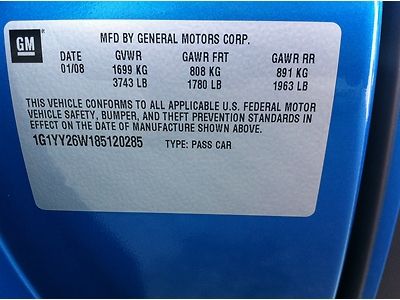 GM MFD BY GENERAL MOTORS CORP.
DATE GVWR GAWR FRT GAWR RR
01/08 1699 KG 808 KG 891 KG
3743 LB 1780 LB 1963 LB
THIS VEHICLE CONFORMS TO ALL APPLICABLE U.S. FEDERAL MOTOR
VEHICLE SAFETY, BUMPER, AND THEFT PREVENTION STANDARDS IN
EFFECT ON THE DATE OF MANUFACTURE SHOWN ABOVE.
1G1YY26W185120285 TYPE: PASS CAR